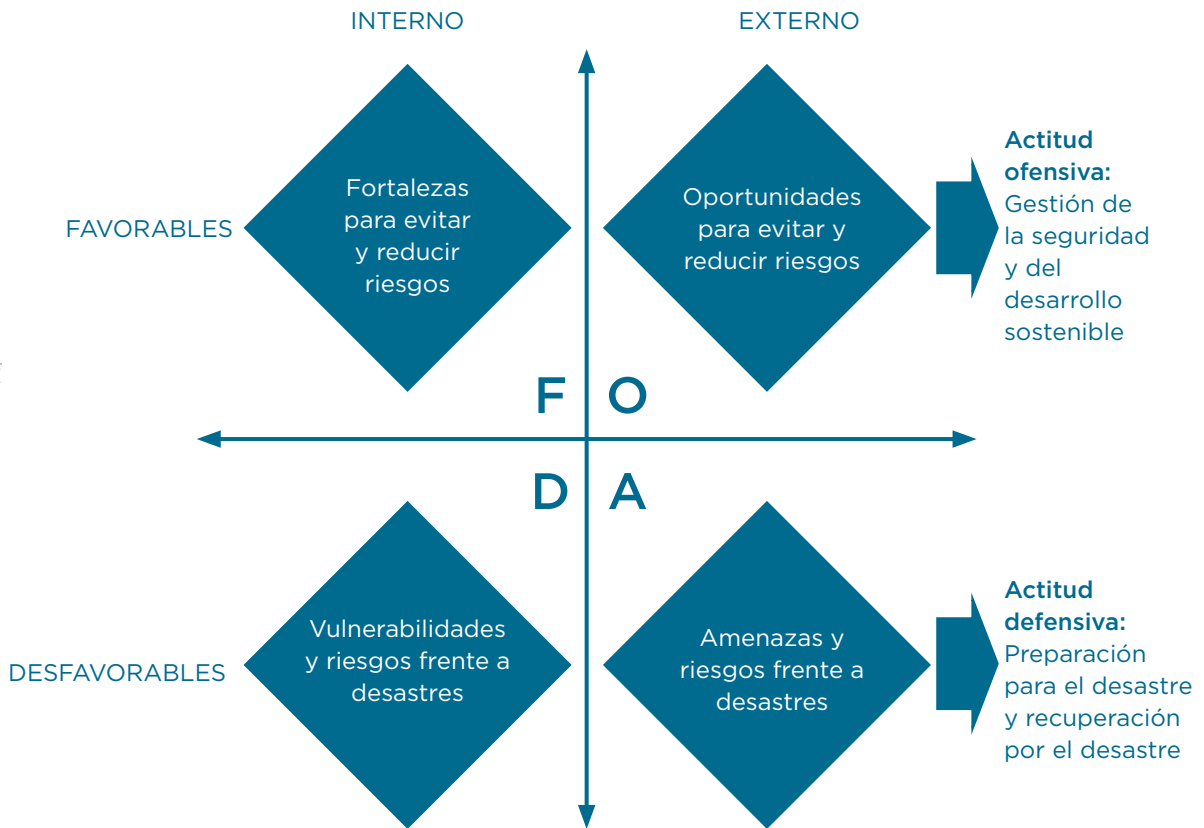 INTERNO
EXTERNO
FAVORABLES
Fortalezas
para evitar
y reducir
riesgos
Oportunidades
para evitar y
reducir riesgos
Actitud
ofensiva:
Gestión de
la seguridad
y del
desarrollo
sostenible
F
O
D
A
DESFAVORABLES
Vulnerabilidades
y riesgos frente a
desastres
Amenazas y
riesgos frente a
desastres
Actitud
defensiva:
Preparación
para el desastre
y recuperación
por el desastre